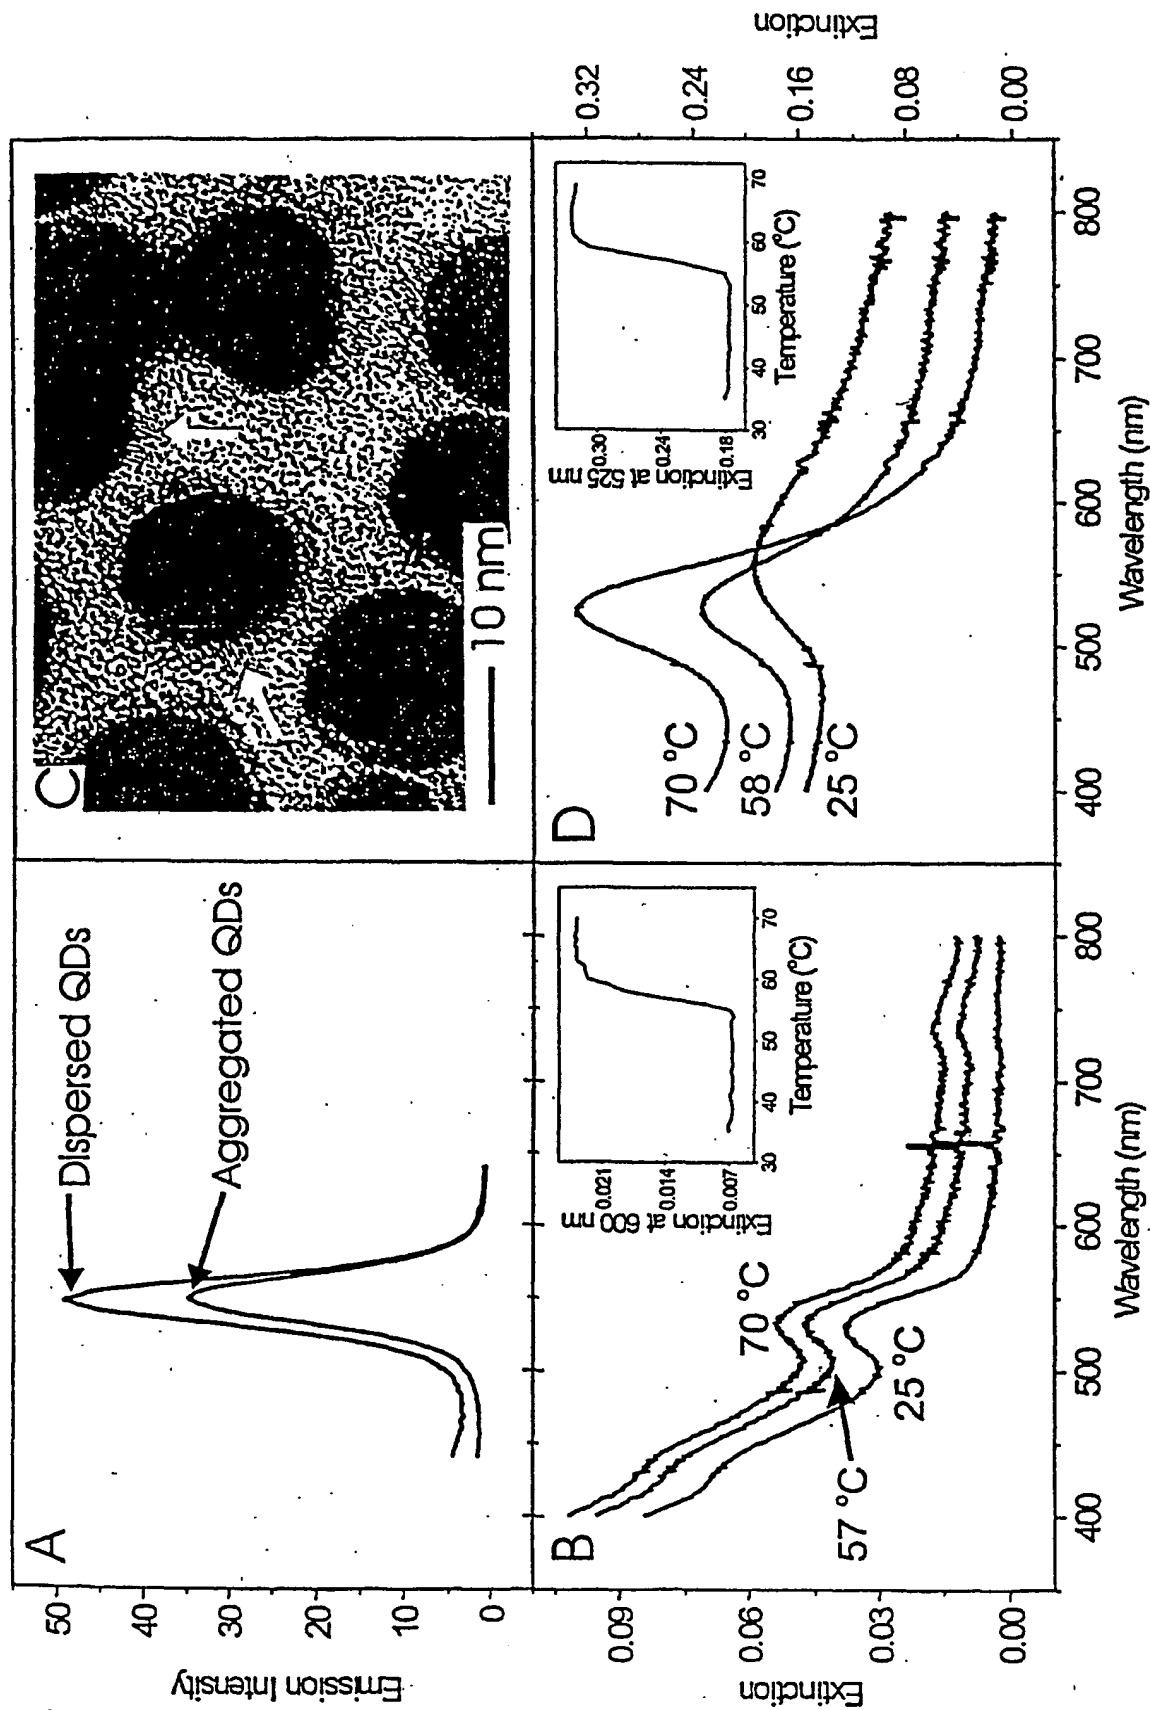 A
Dispersed QDs
Aggregated QDs
Emission Intensity
50
40
30
20
10
0
C
10 nm
B
70 °C
57 °C
25 °C
Extinction
0.09
0.06
0.03
0.00
400
500
600
700
800
Wavelength (nm)
Extinction at 600 nm
0.021
0.014
0.007
30
40
50
60
70
Temperature (°C)
D
70 °C
58 °C
25 °C
Extinction
0.32
0.24
0.16
0.08
0.00
400
500
600
700
800
Wavelength (nm)
Extinction at 525 nm
0.30
0.24
0.18
30
40
50
60
70
Temperature (°C)